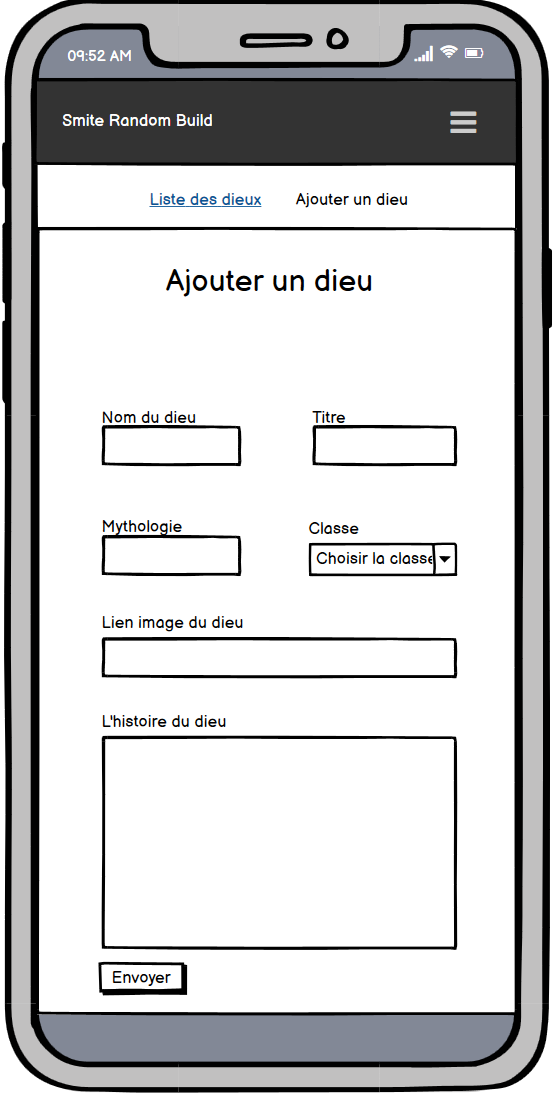 09:52 AM
Smite Random Build
Liste des dieux Ajouter un dieu
Ajouter un dieu
Nom du dieu Titre
Mythologie Classe
Choisir la classe
Lien image du dieu
L'histoire du dieu
Envoyer